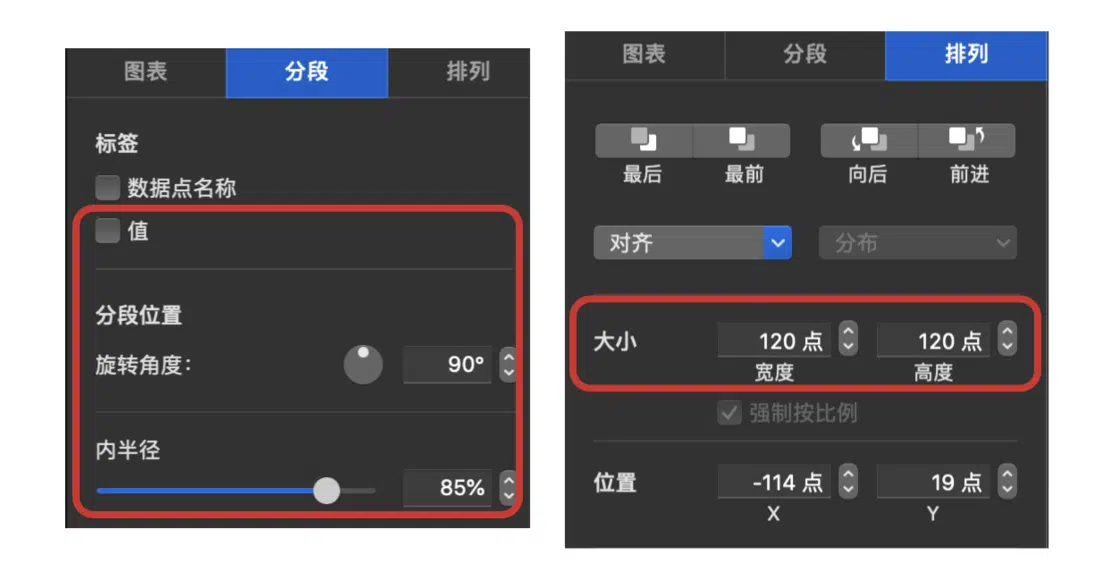 图表 分段 排列
标签
数据点名称
值
分段位置
旋转角度： 90°
内半径
85%
图表 分段 排列
最后 最前 向后 前进
对齐 分布
大小 120 点 120 点
宽度 高度
强制按比例
位置 -114 点 19 点
X Y